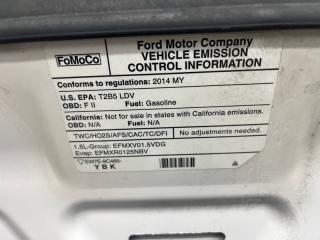 FoMoCo
Ford Motor Company
VEHICLE EMISSION
CONTROL INFORMATION
Conforms to regulations: 2014 MY
U.S. EPA: T2B5 LDV
OBD: F II Fuel: Gasoline
California: Not for sale in states with California emissions.
OBD: N/A Fuel: N/A
TWC/HO2S/AFS/CAC/TC/DFI No adjustments needed.
1.5L-Group: EFMXV01.5VDG
Evap: EFMXR0125NBV
EW7E-9C485-
YBK